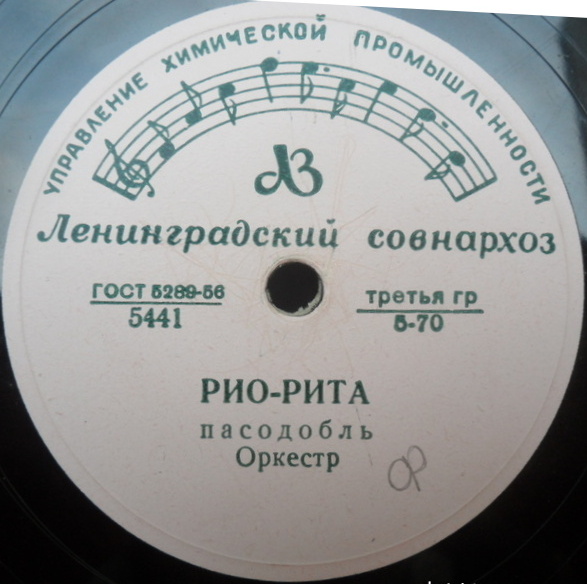 УПРАВЛЕНИЕ ХИМИЧЕСКОЙ ПРОМЫШЛЕННОСТИ
ЛЗ
Ленинградский совнархоз
ГОСТ 5289-56
5441
третья гр
5-70
РИО-РИТА
пасодобль
Оркестр